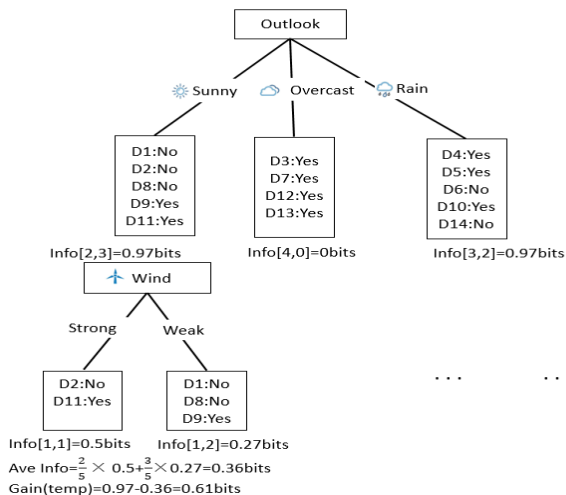 Outlook
Sunny
Overcast
Rain
D1:No
D2:No
D8:No
D9:Yes
D11:Yes
D3:Yes
D7:Yes
D12:Yes
D13:Yes
D4:Yes
D5:Yes
D6:No
D10:Yes
D14:No
Info[2,3]=0.97bits
Info[4,0]=0bits
Info[3,2]=0.97bits
Wind
Strong
Weak
D2:No
D11:Yes
D1:No
D8:No
D9:Yes
...
..
Info[1,1]=0.5bits
Info[1,2]=0.27bits
Ave Info=2/5 × 0.5+3/5×0.27=0.36bits
Gain(temp)=0.97-0.36=0.61bits